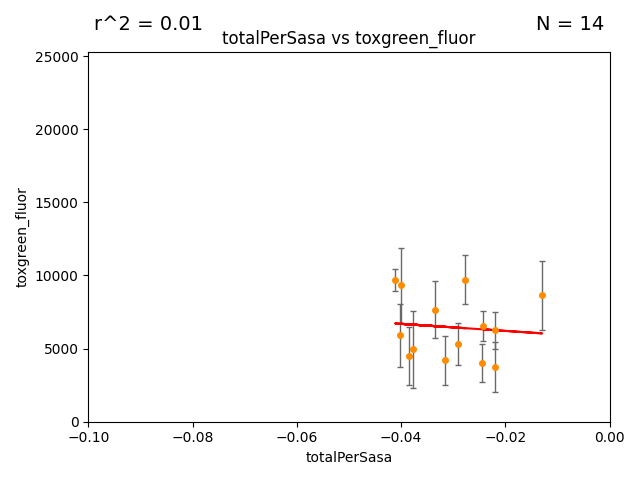 r^2 = 0.01
N = 14
totalPerSasa vs toxgreen_fluor
25000
20000
15000
10000
5000
0
toxgreen_fluor
−0.10
−0.08
−0.06
−0.04
−0.02
0.00
totalPerSasa